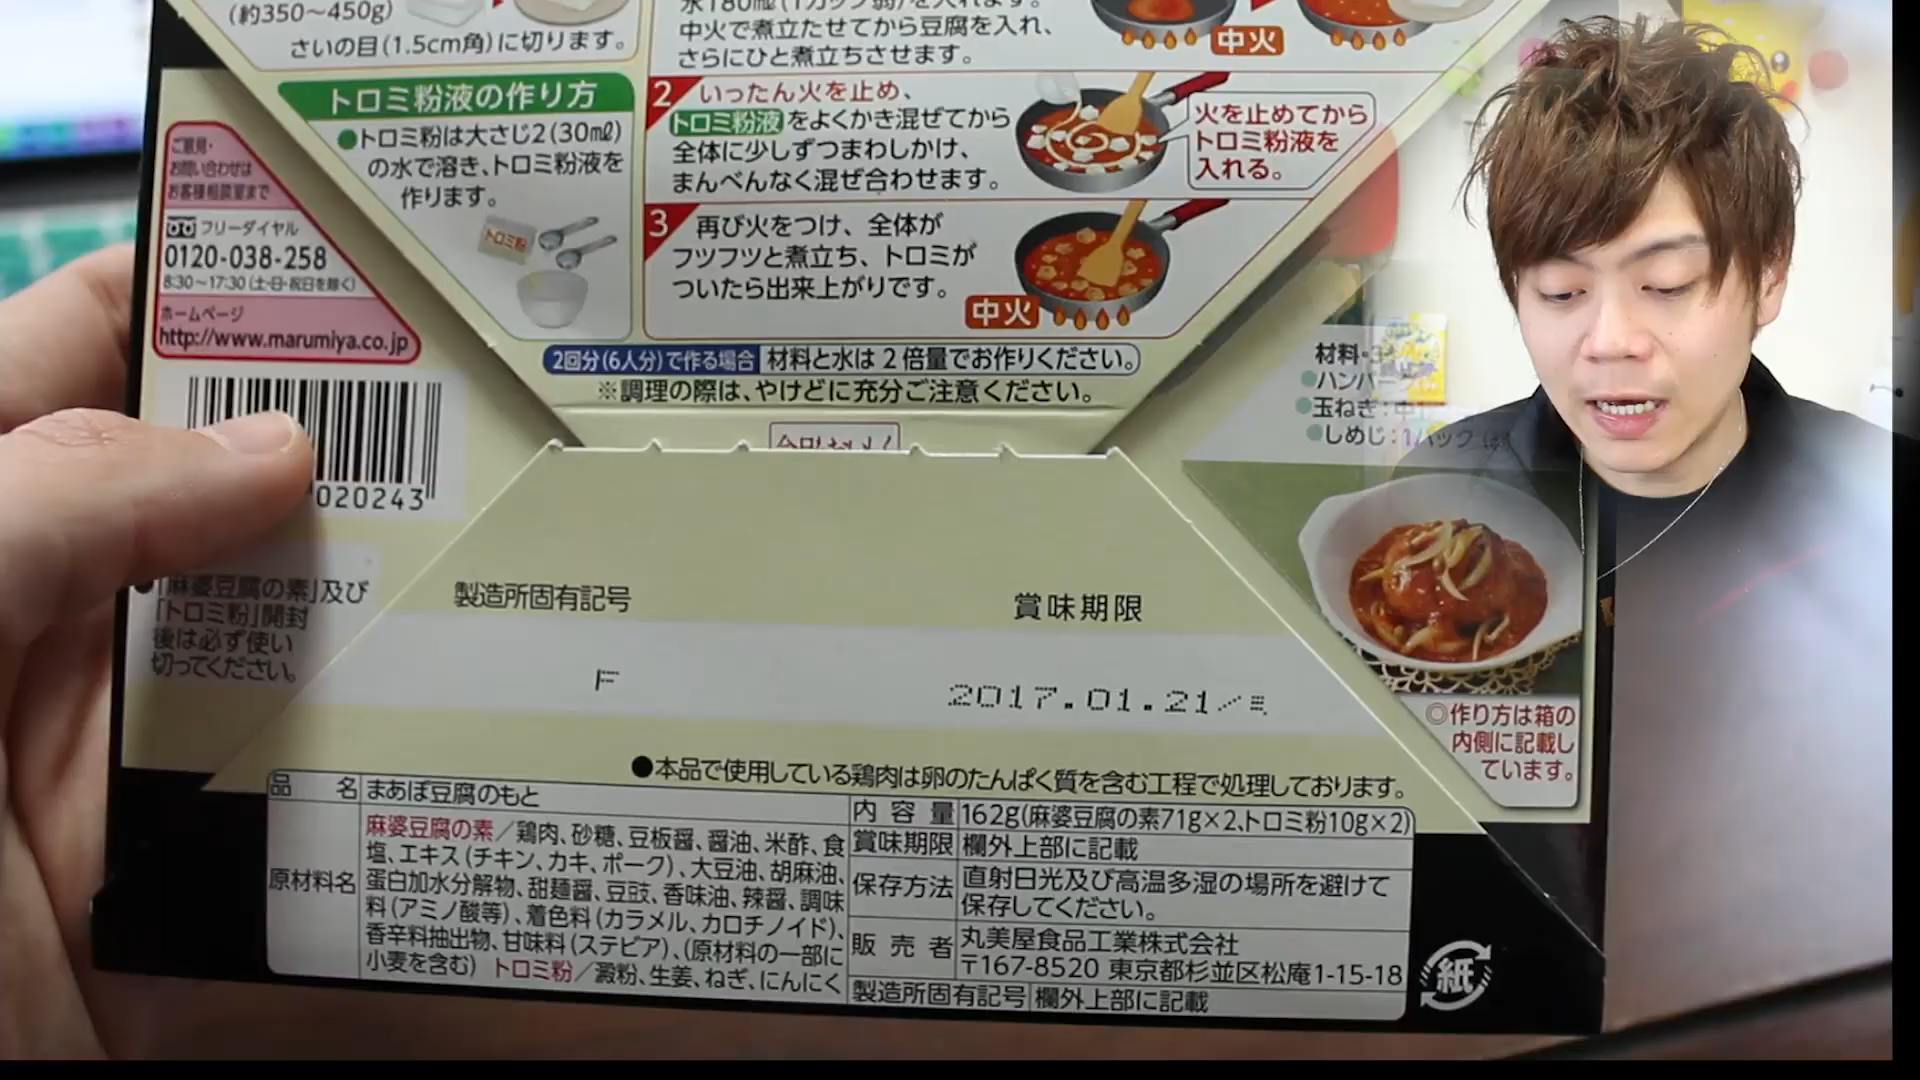 (約350～450g)
さいの目(1.5cm角)に切ります。
水180㎖(1カップ弱)を入れます。
中火で煮立たせてから豆腐を入れ、
さらにひと煮立ちさせます。
中火
トロミ粉液の作り方
●トロミ粉は大さじ2(30㎖)
の水で溶き、トロミ粉液を
作ります。
トロミ粉
2 いったん火を止め、
トロミ粉液をよくかき混ぜてから
全体に少しずつまわしかけ、
まんべんなく混ぜ合わせます。
火を止めてから
トロミ粉液を
入れる。
3 再び火をつけ、全体が
フツフツと煮立ち、トロミが
ついたら出来上がりです。
中火
2回分(6人分)で作る場合 材料と水は2倍量でお作りください。
※調理の際は、やけどに充分ご注意ください。
ご意見・
お問い合わせは
お客様相談室まで
フリーダイヤル
0120-038-258
8:30～17:30(土・日・祝日を除く)
ホームページ
http://www.marumiya.co.jp
020243
●「麻婆豆腐の素」及び
「トロミ粉」開封
後は必ず使い
切ってください。
材料・3
●ハンバーグ
●玉ねぎ：中
●しめじ：1パック
◎作り方は箱の
内側に記載し
ています。
製造所固有記号
賞味期限
F
2017.01.21
●本品で使用している鶏肉は卵のたんぱく質を含む工程で処理しております。
品名 まあぼ豆腐のもと
原材料名
麻婆豆腐の素／鶏肉、砂糖、豆板醤、醤油、米酢、食
塩、エキス(チキン、カキ、ポーク)、大豆油、胡麻油、
蛋白加水分解物、甜麺醤、豆豉、香味油、辣醤、調味
料(アミノ酸等)、着色料(カラメル、カロチノイド)、
香辛料抽出物、甘味料(ステビア)、(原材料の一部に
小麦を含む) トロミ粉／澱粉、生姜、ねぎ、にんにく
内容量 162g(麻婆豆腐の素71g×2、トロミ粉10g×2)
賞味期限 欄外上部に記載
保存方法 直射日光及び高温多湿の場所を避けて
保存してください。
販売者 丸美屋食品工業株式会社
〒167-8520 東京都杉並区松庵1-15-18
製造所固有記号 欄外上部に記載
紙